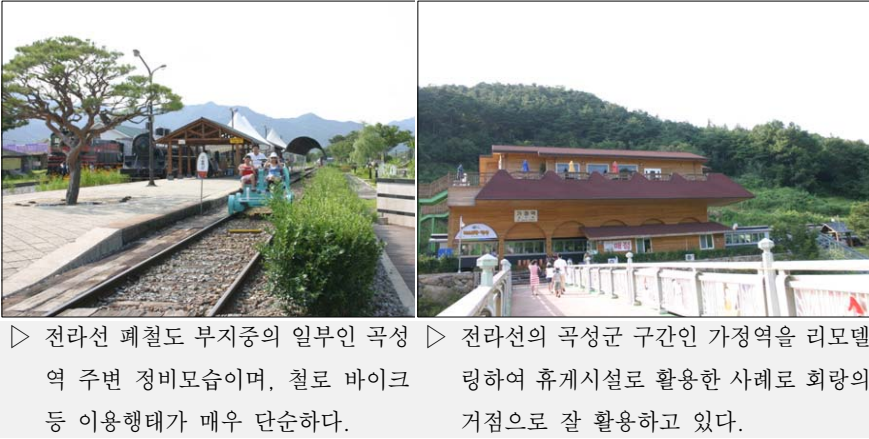 ▷ 전라선 폐철도 부지중의 일부인 곡성
역 주변 정비모습이며, 철로 바이크
등 이용행태가 매우 단순하다.
▷ 전라선의 곡성군 구간인 가정역을 리모델
링하여 휴게시설로 활용한 사례로 회랑의
거점으로 잘 활용하고 있다.